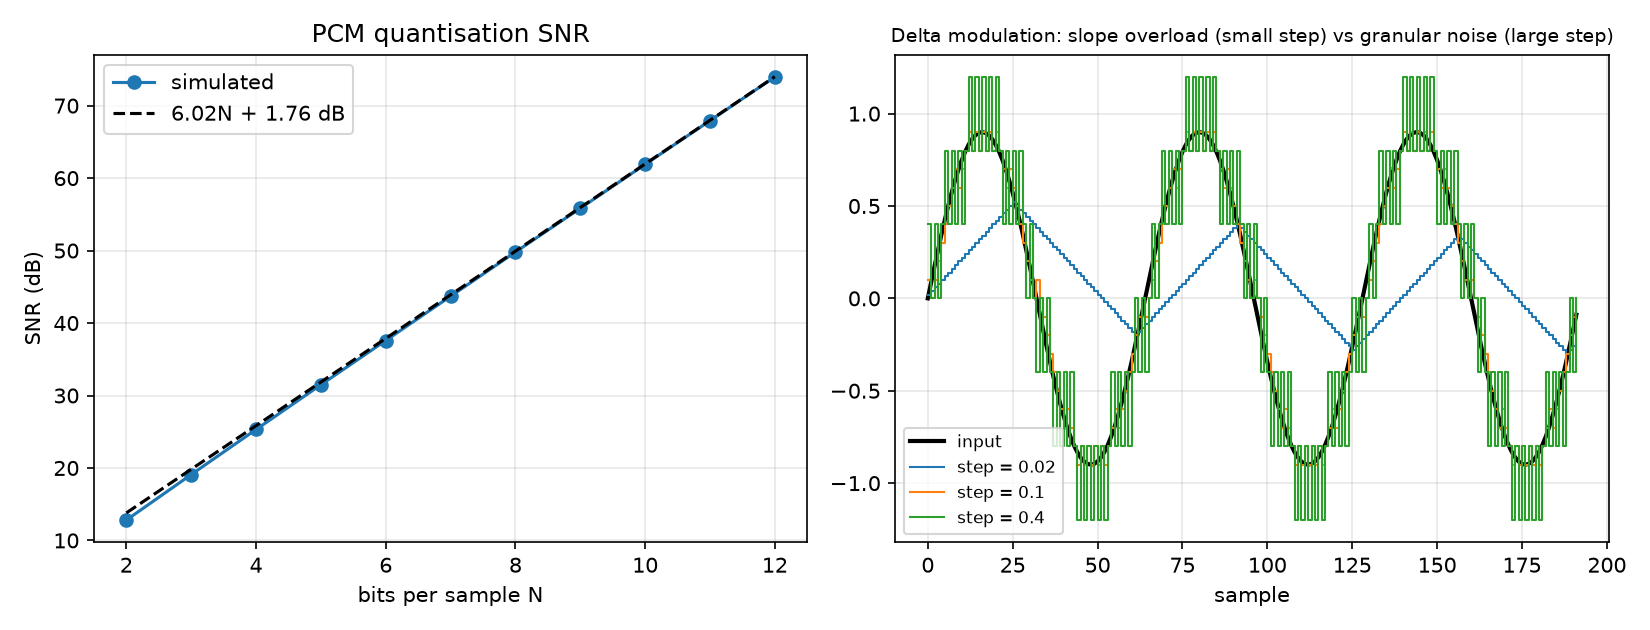 PCM quantisation SNR
simulated
6.02N + 1.76 dB
SNR (dB)
70
60
50
40
30
20
10
2 4 6 8 10 12
bits per sample N
Delta modulation: slope overload (small step) vs granular noise (large step)
1.0
0.5
0.0
−0.5
−1.0
input
step = 0.02
step = 0.1
step = 0.4
0 25 50 75 100 125 150 175 200
sample